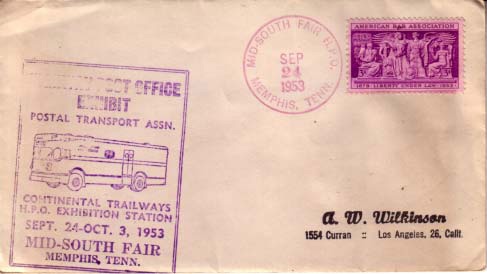 POST OFFICE
EXHIBIT
POSTAL TRANSPORT ASSN.
CONTINENTAL TRAILWAYS
H.P.O. EXHIBITION STATION
SEPT. 24-OCT. 3, 1953
MID-SOUTH FAIR
MEMPHIS, TENN.
MID-SOUTH FAIR H.P.O.
SEP
24
1953
MEMPHIS, TENN.
AMERICAN BAR ASSOCIATION
1878 LIBERTY UNDER LAW 1953
A. W. Wilkinson
1554 Curran :: Los Angeles, 26, Calif.